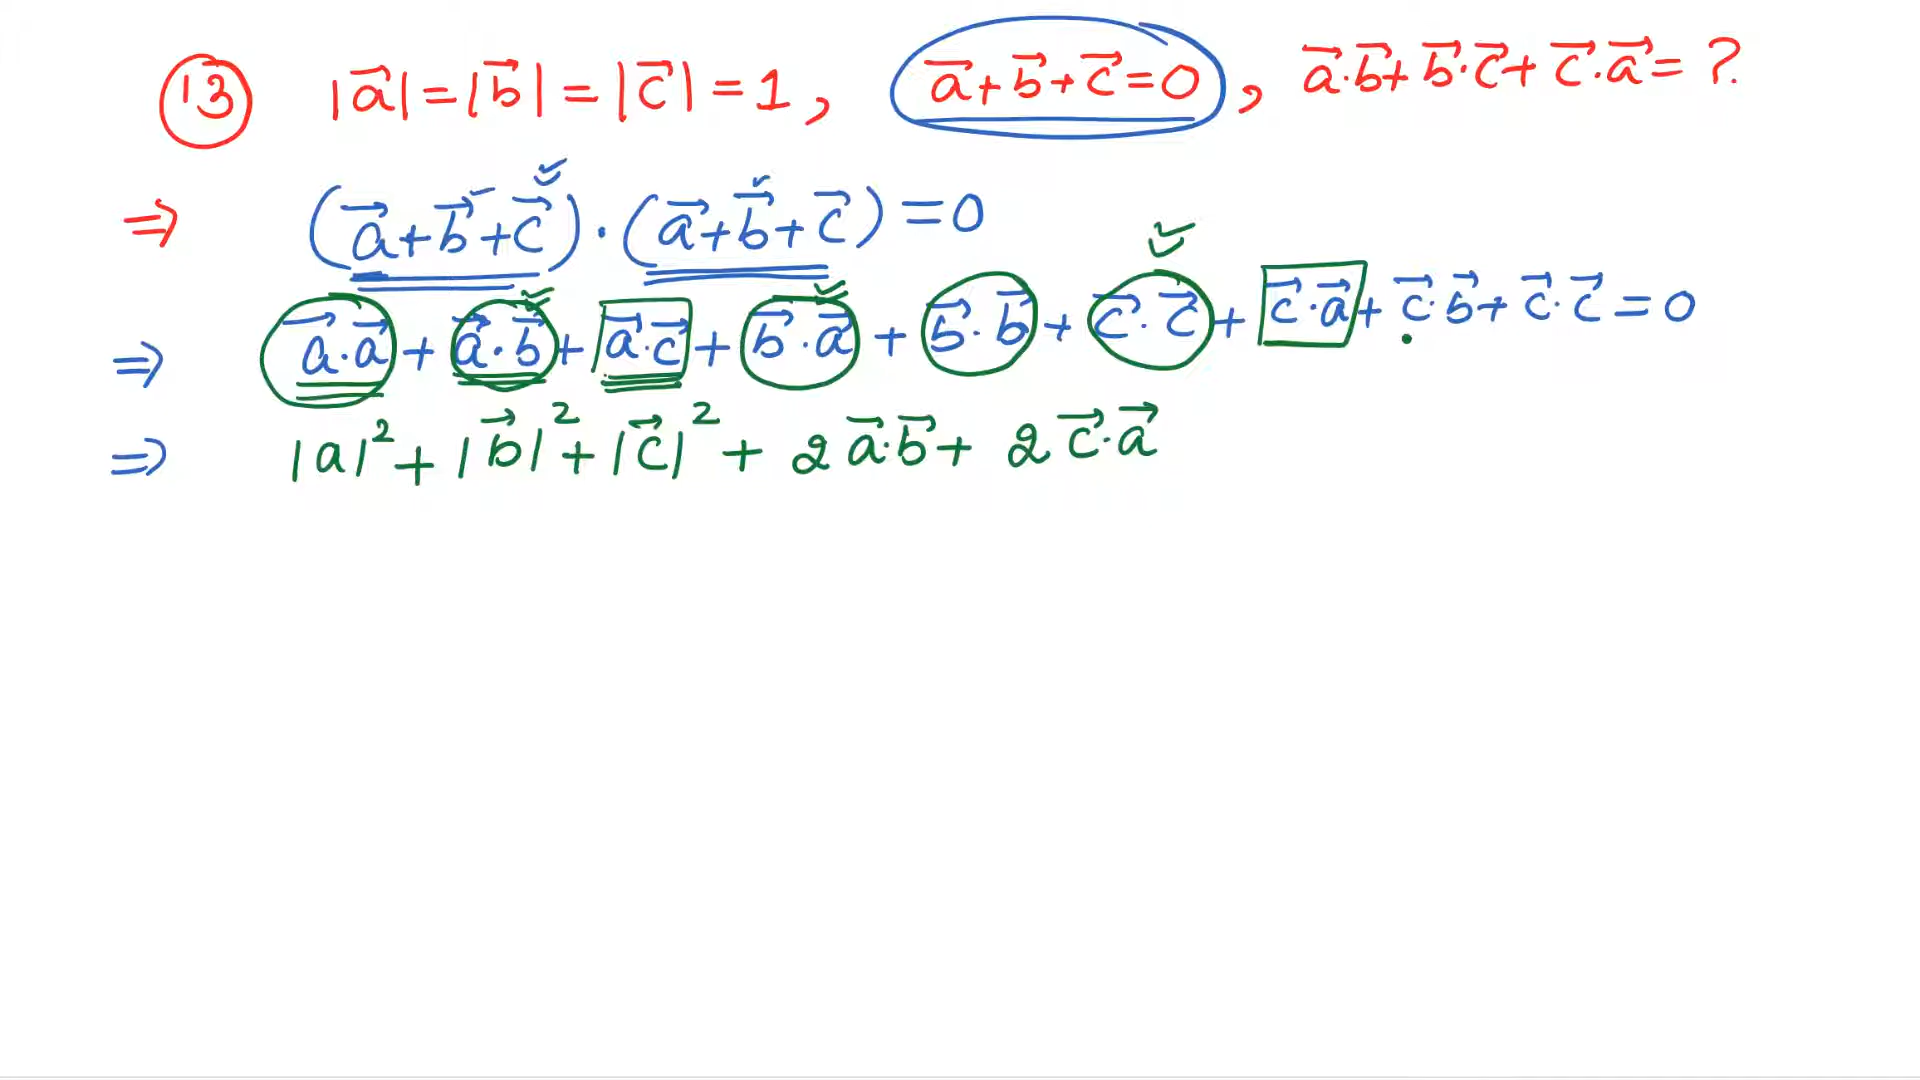 13 |a⃗| = |b⃗| = |c⃗| = 1, a⃗+b⃗+c⃗=0, a⃗·b⃗+b⃗·c⃗+c⃗·a⃗=?
⇒ (a⃗+b⃗+c⃗)·(a⃗+b⃗+c⃗)=0
⇒ a⃗·a⃗+a⃗·b⃗+a⃗·c⃗+b⃗·a⃗+b⃗·b⃗+c⃗·c⃗+c⃗·a⃗+c⃗·b⃗+c⃗·c⃗=0
⇒ |a|²+|b⃗|²+|c⃗|²+2a⃗·b⃗+2c⃗·a⃗